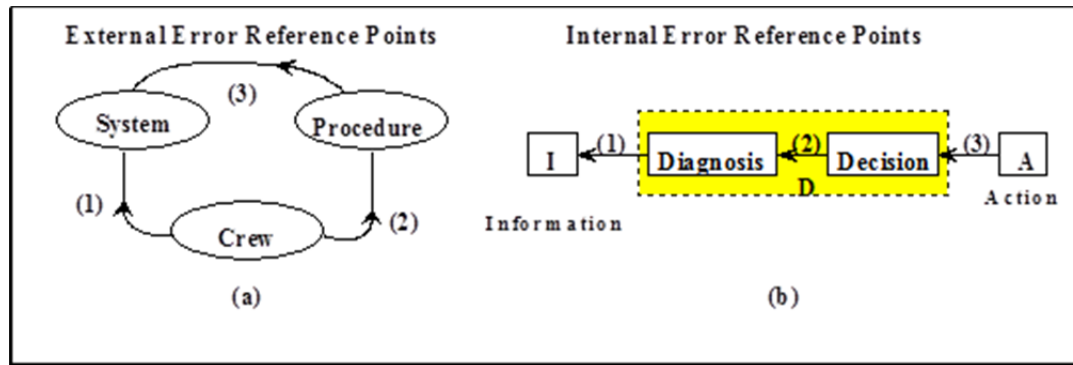 External Error Reference Points
(3)
System
Procedure
(1)
(2)
Crew
(a)
Internal Error Reference Points
I
(1)
Diagnosis
(2)
Decision
(3)
A
D
Information
Action
(b)